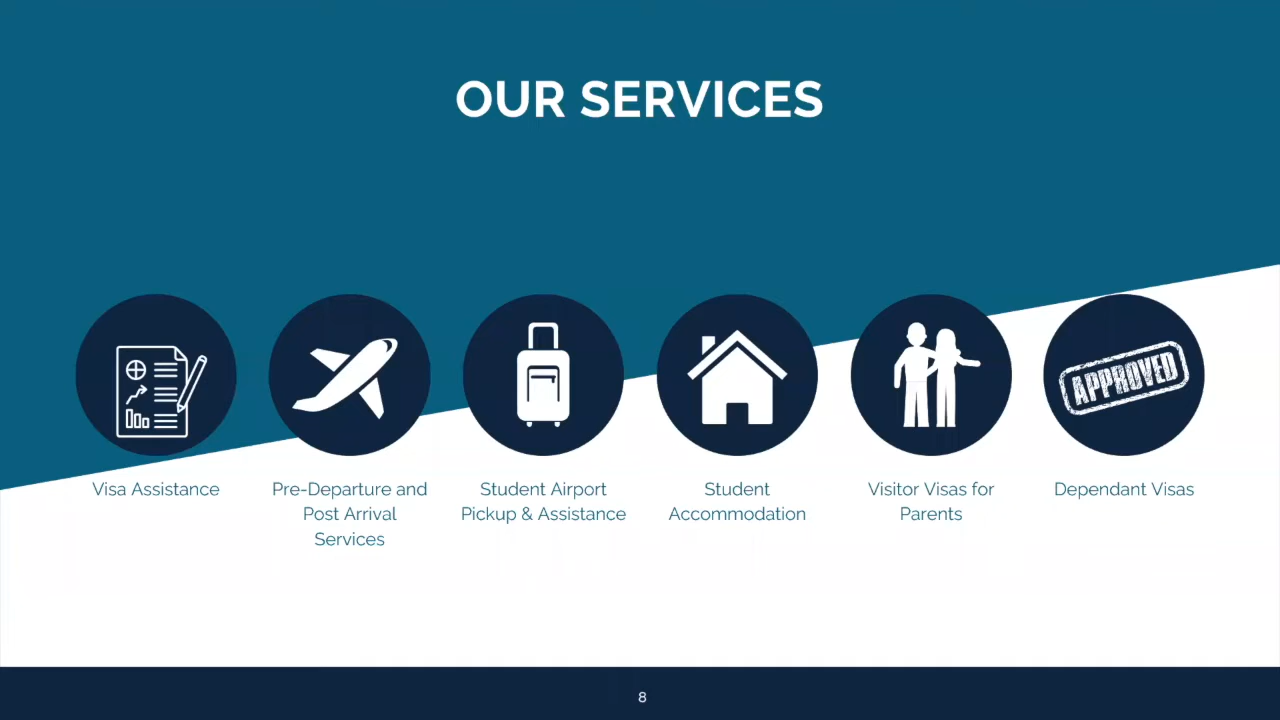 OUR SERVICES
APPROVED
Visa Assistance
Pre-Departure and
Post Arrival
Services
Student Airport
Pickup & Assistance
Student
Accommodation
Visitor Visas for
Parents
Dependant Visas
8